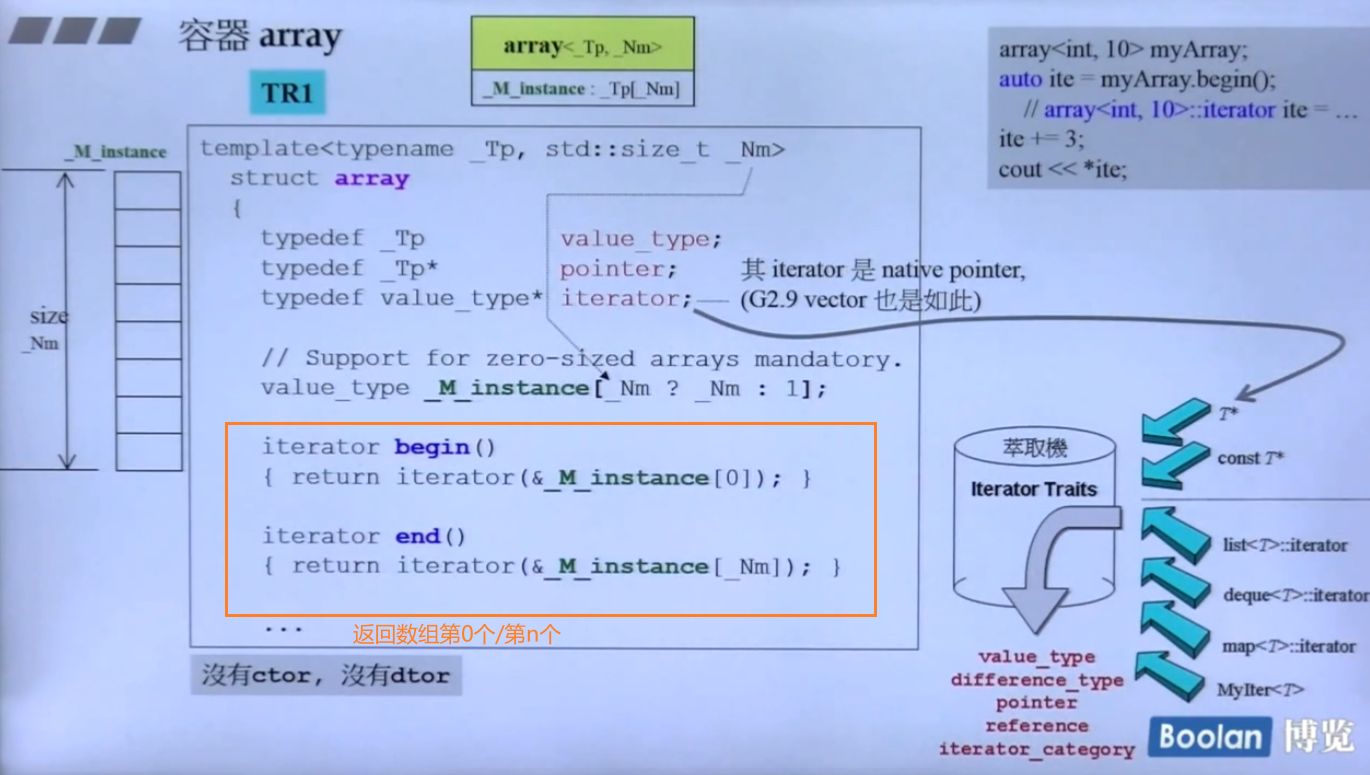 容器 array
TR1
array<_Tp, _Nm>
_M_instance : _Tp[_Nm]
array<int, 10> myArray;
auto ite = myArray.begin();
// array<int, 10>::iterator ite = …
ite += 3;
cout << *ite;
_M_instance
size
_Nm
template<typename _Tp, std::size_t _Nm>
struct array
{
typedef _Tp value_type;
typedef _Tp* pointer;
typedef value_type* iterator;
其 iterator 是 native pointer,
(G2.9 vector 也是如此)
// Support for zero-sized arrays mandatory.
value_type _M_instance[_Nm ? _Nm : 1];
iterator begin()
{ return iterator(&_M_instance[0]); }
iterator end()
{ return iterator(&_M_instance[_Nm]); }
...
返回数组第0个/第n个
沒有ctor, 沒有dtor
萃取機
Iterator Traits
T*
const T*
list<T>::iterator
deque<T>::iterator
map<T>::iterator
MyIter<T>
value_type
difference_type
pointer
reference
iterator_category
Boolan 博览